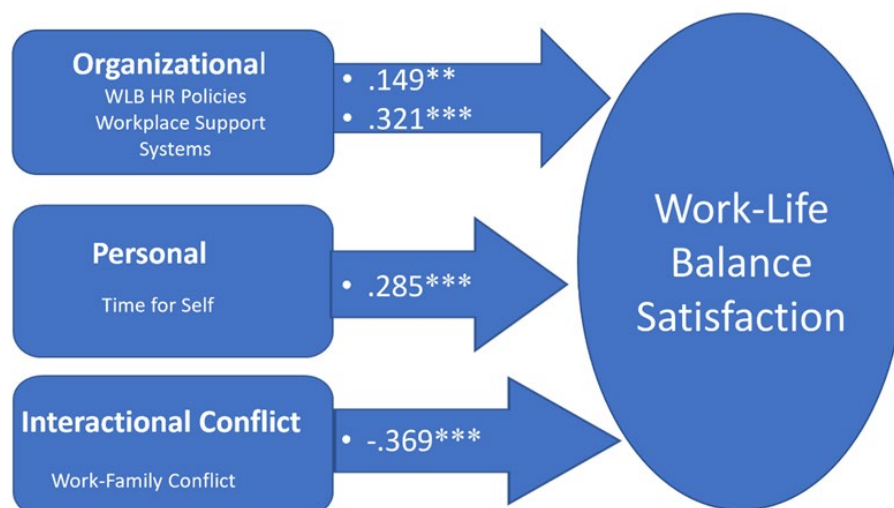 Organizational
WLB HR Policies
Workplace Support
Systems
• .149**
• .321***
Personal
Time for Self
• .285***
Interactional Conflict
Work-Family Conflict
• -.369***
Work-Life
Balance
Satisfaction